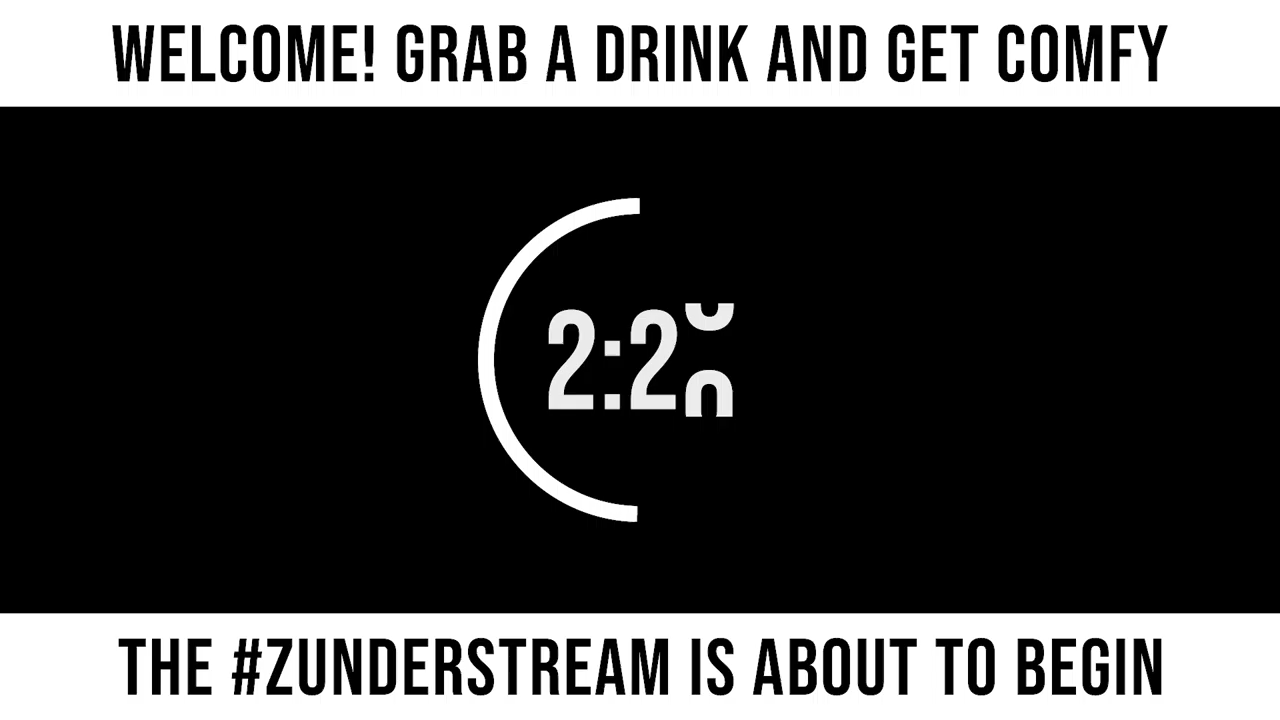 WELCOME! GRAB A DRINK AND GET COMFY
2:2
THE #ZUNDERSTREAM IS ABOUT TO BEGIN